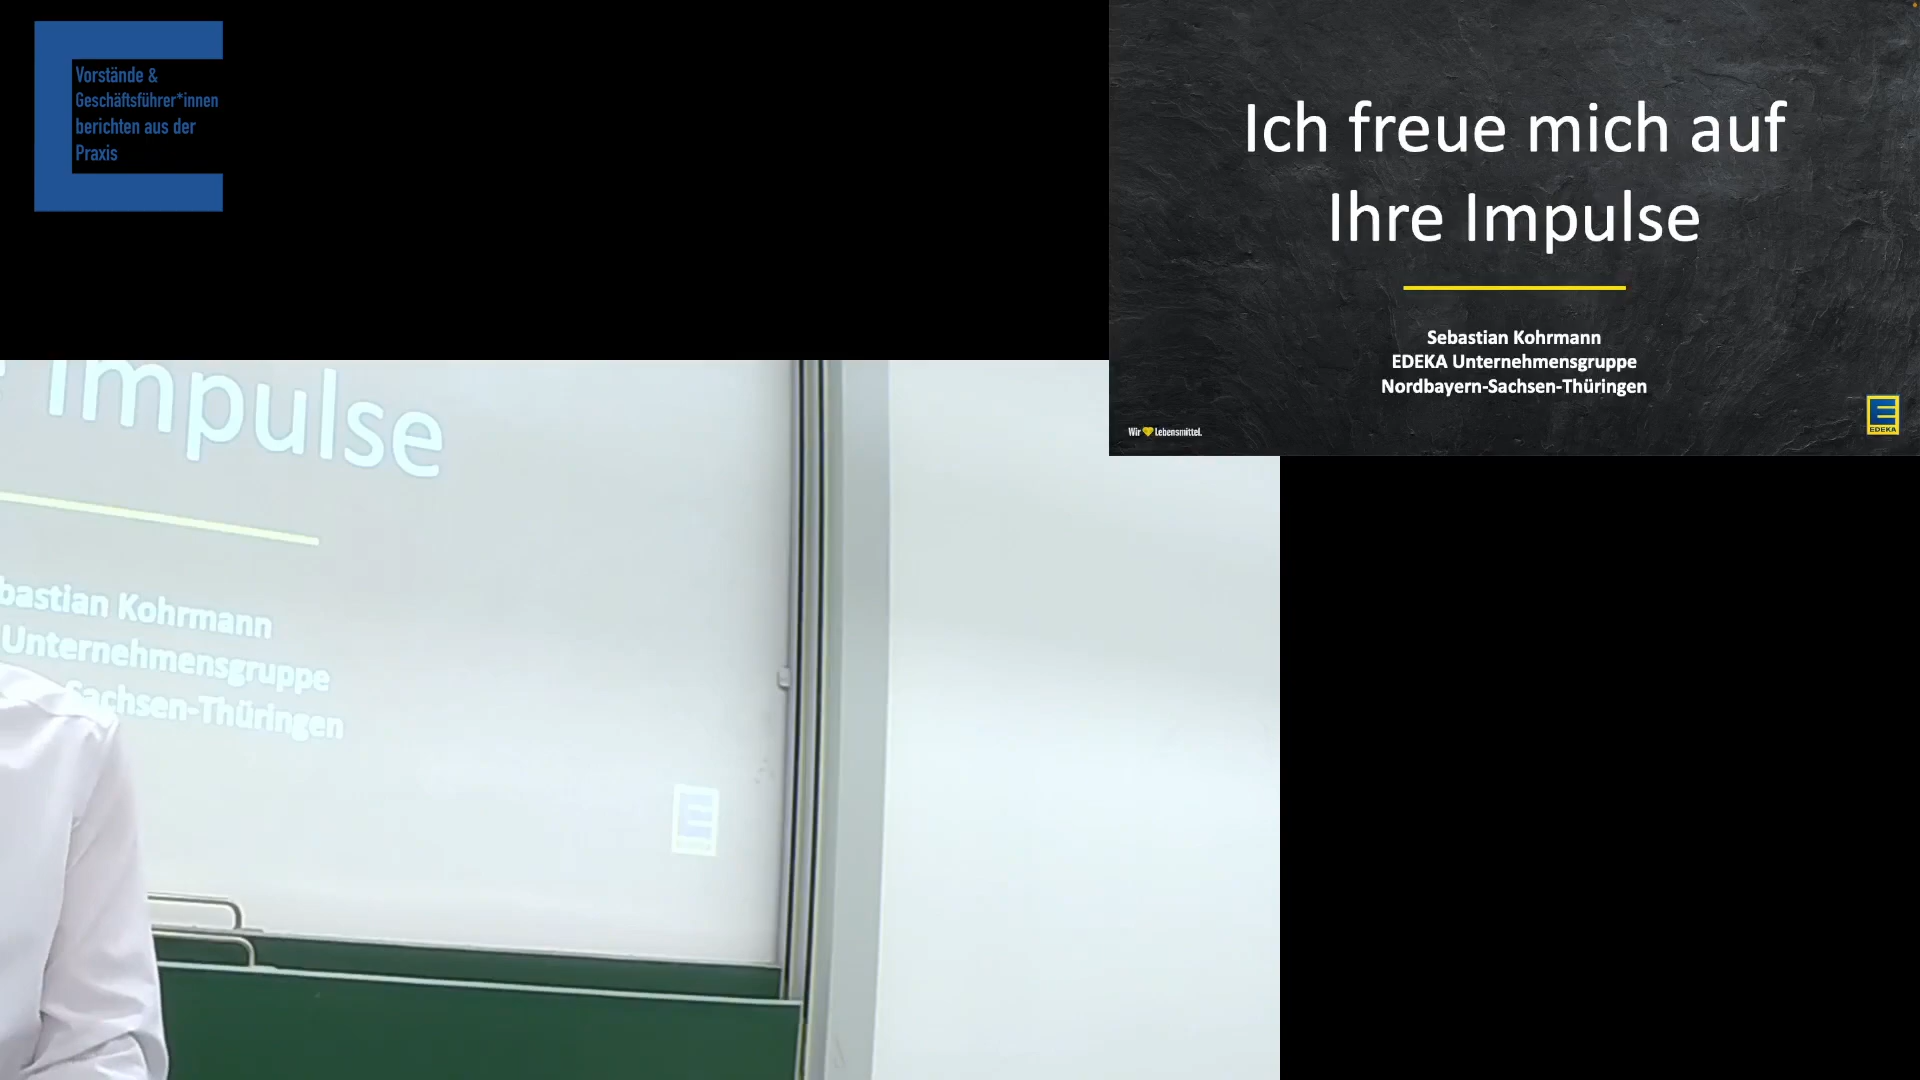 Vorstände &
Geschäftsführer*innen
berichten aus der
Praxis
Ich freue mich auf
Ihre Impulse
Sebastian Kohrmann
EDEKA Unternehmensgruppe
Nordbayern-Sachsen-Thüringen
Wir Lebensmittel.
EDEKA
Impulse
bastian Kohrmann
Unternehmensgruppe
Sachsen-Thüringen
E